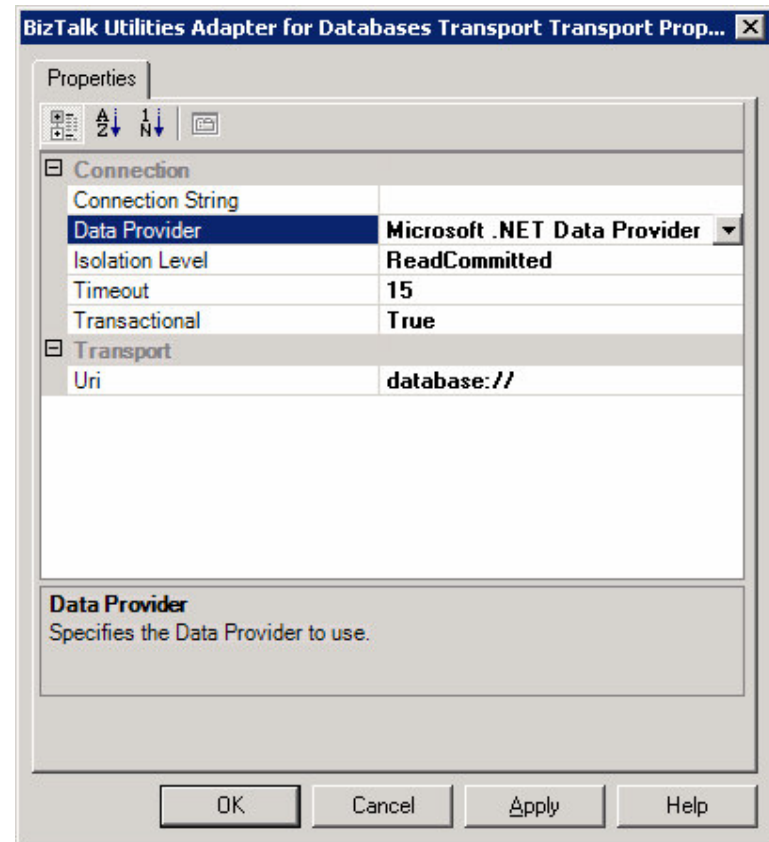 BizTalk Utilities Adapter for Databases Transport Transport Prop...
Properties
A Z 1 N
Connection
Connection String
Data Provider Microsoft .NET Data Provider
Isolation Level ReadCommitted
Timeout 15
Transactional True
Transport
Uri database://
Data Provider
Specifies the Data Provider to use.
OK Cancel Apply Help